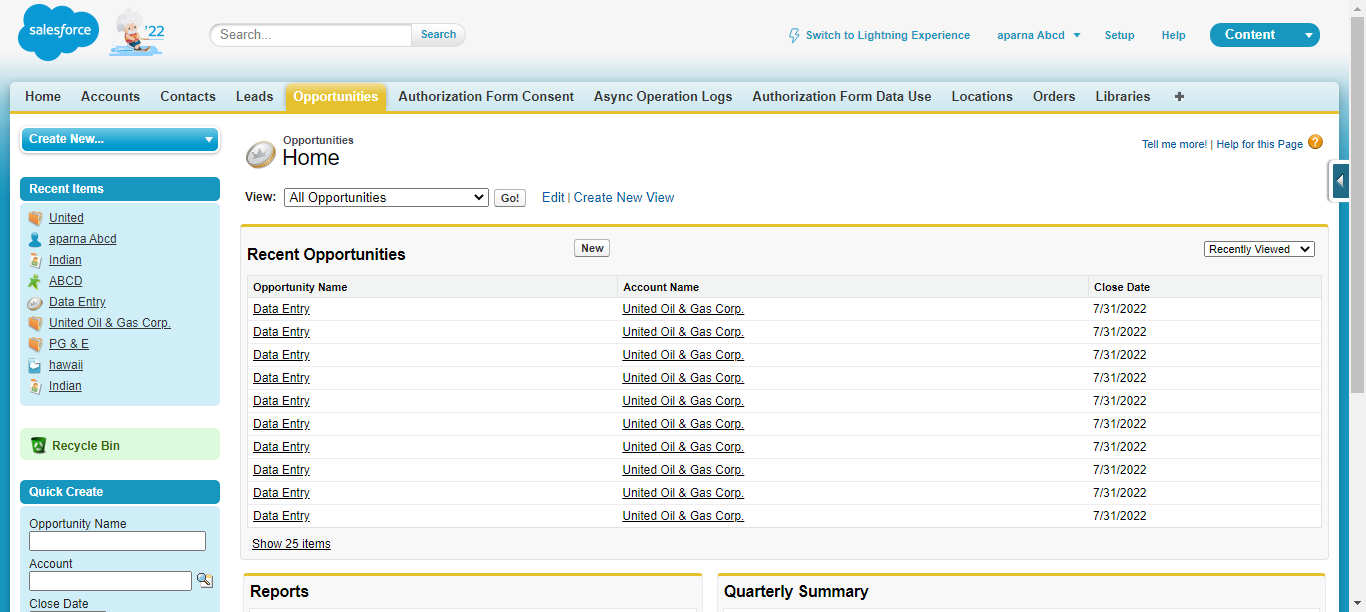 salesforce '22
Search... Search
Switch to Lightning Experience aparna Abcd Setup Help Content
Home Accounts Contacts Leads Opportunities Authorization Form Consent Async Operation Logs Authorization Form Data Use Locations Orders Libraries +
Create New...
Recent Items
United
aparna Abcd
Indian
ABCD
Data Entry
United Oil & Gas Corp.
PG & E
hawaii
Indian
Recycle Bin
Quick Create
Opportunity Name
Account
Close Date
Opportunities
Home
Tell me more! | Help for this Page ?
View: All Opportunities Go! Edit | Create New View
Recent Opportunities New Recently Viewed
Opportunity Name Account Name Close Date
Data Entry United Oil & Gas Corp. 7/31/2022
Data Entry United Oil & Gas Corp. 7/31/2022
Data Entry United Oil & Gas Corp. 7/31/2022
Data Entry United Oil & Gas Corp. 7/31/2022
Data Entry United Oil & Gas Corp. 7/31/2022
Data Entry United Oil & Gas Corp. 7/31/2022
Data Entry United Oil & Gas Corp. 7/31/2022
Data Entry United Oil & Gas Corp. 7/31/2022
Data Entry United Oil & Gas Corp. 7/31/2022
Data Entry United Oil & Gas Corp. 7/31/2022
Show 25 items
Reports
Quarterly Summary